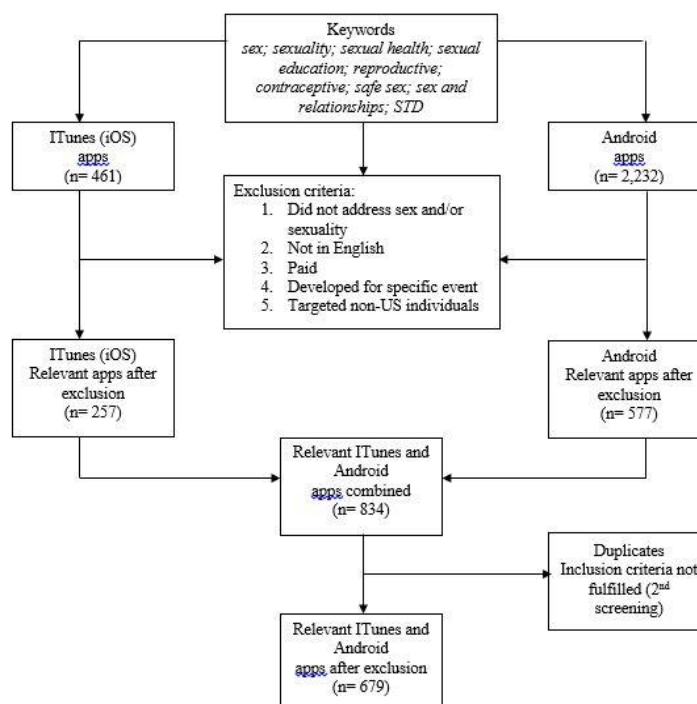 Keywords
sex; sexuality; sexual health; sexual
education; reproductive;
contraceptive; safe sex; sex and
relationships; STD
ITunes (iOS)
apps
(n= 461)
Android
apps
(n= 2,232)
Exclusion criteria:
1. Did not address sex and/or
sexuality
2. Not in English
3. Paid
4. Developed for specific event
5. Targeted non-US individuals
ITunes (iOS)
Relevant apps after
exclusion
(n= 257)
Android
Relevant apps after
exclusion
(n= 577)
Relevant ITunes and
Android
apps combined
(n= 834)
Duplicates
Inclusion criteria not
fulfilled (2nd
screening)
Relevant ITunes and
Android
apps after exclusion
(n= 679)